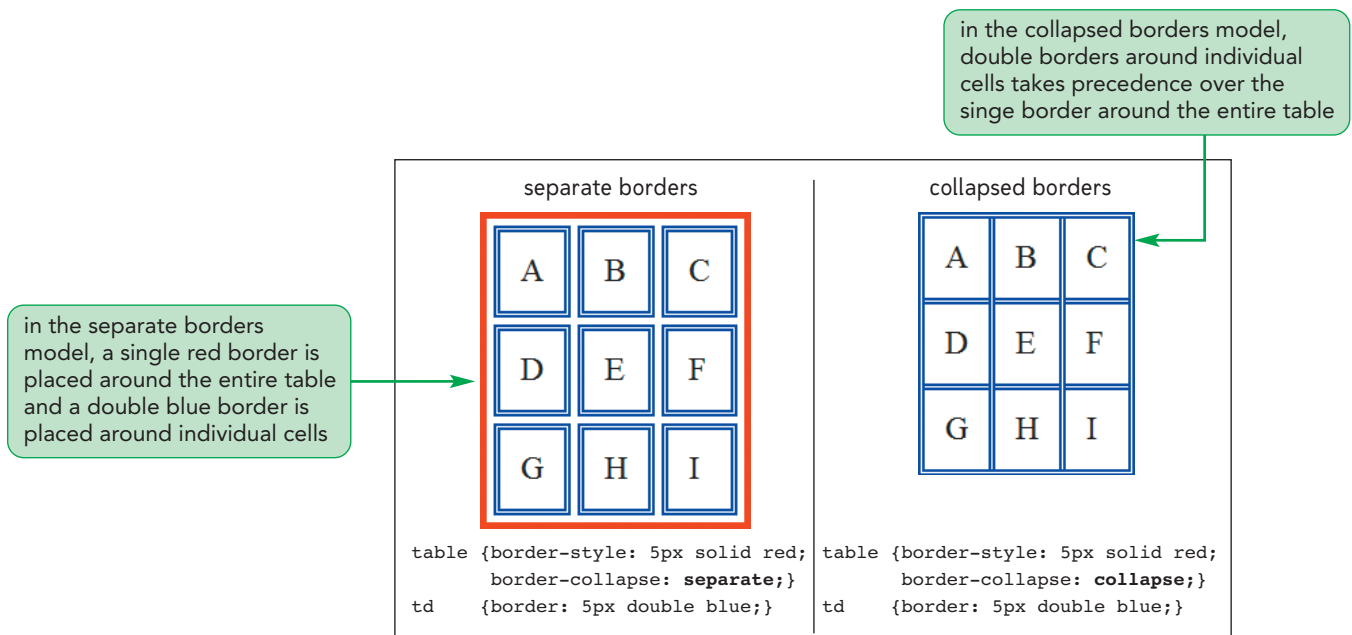 in the collapsed borders model,
double borders around individual
cells takes precedence over the
singe border around the entire table
separate borders
A B C
D E F
G H I
in the separate borders
model, a single red border is
placed around the entire table
and a double blue border is
placed around individual cells
table {border-style: 5px solid red;
border-collapse: separate;}
td {border: 5px double blue;}
collapsed borders
A B C
D E F
G H I
table {border-style: 5px solid red;
border-collapse: collapse;}
td {border: 5px double blue;}